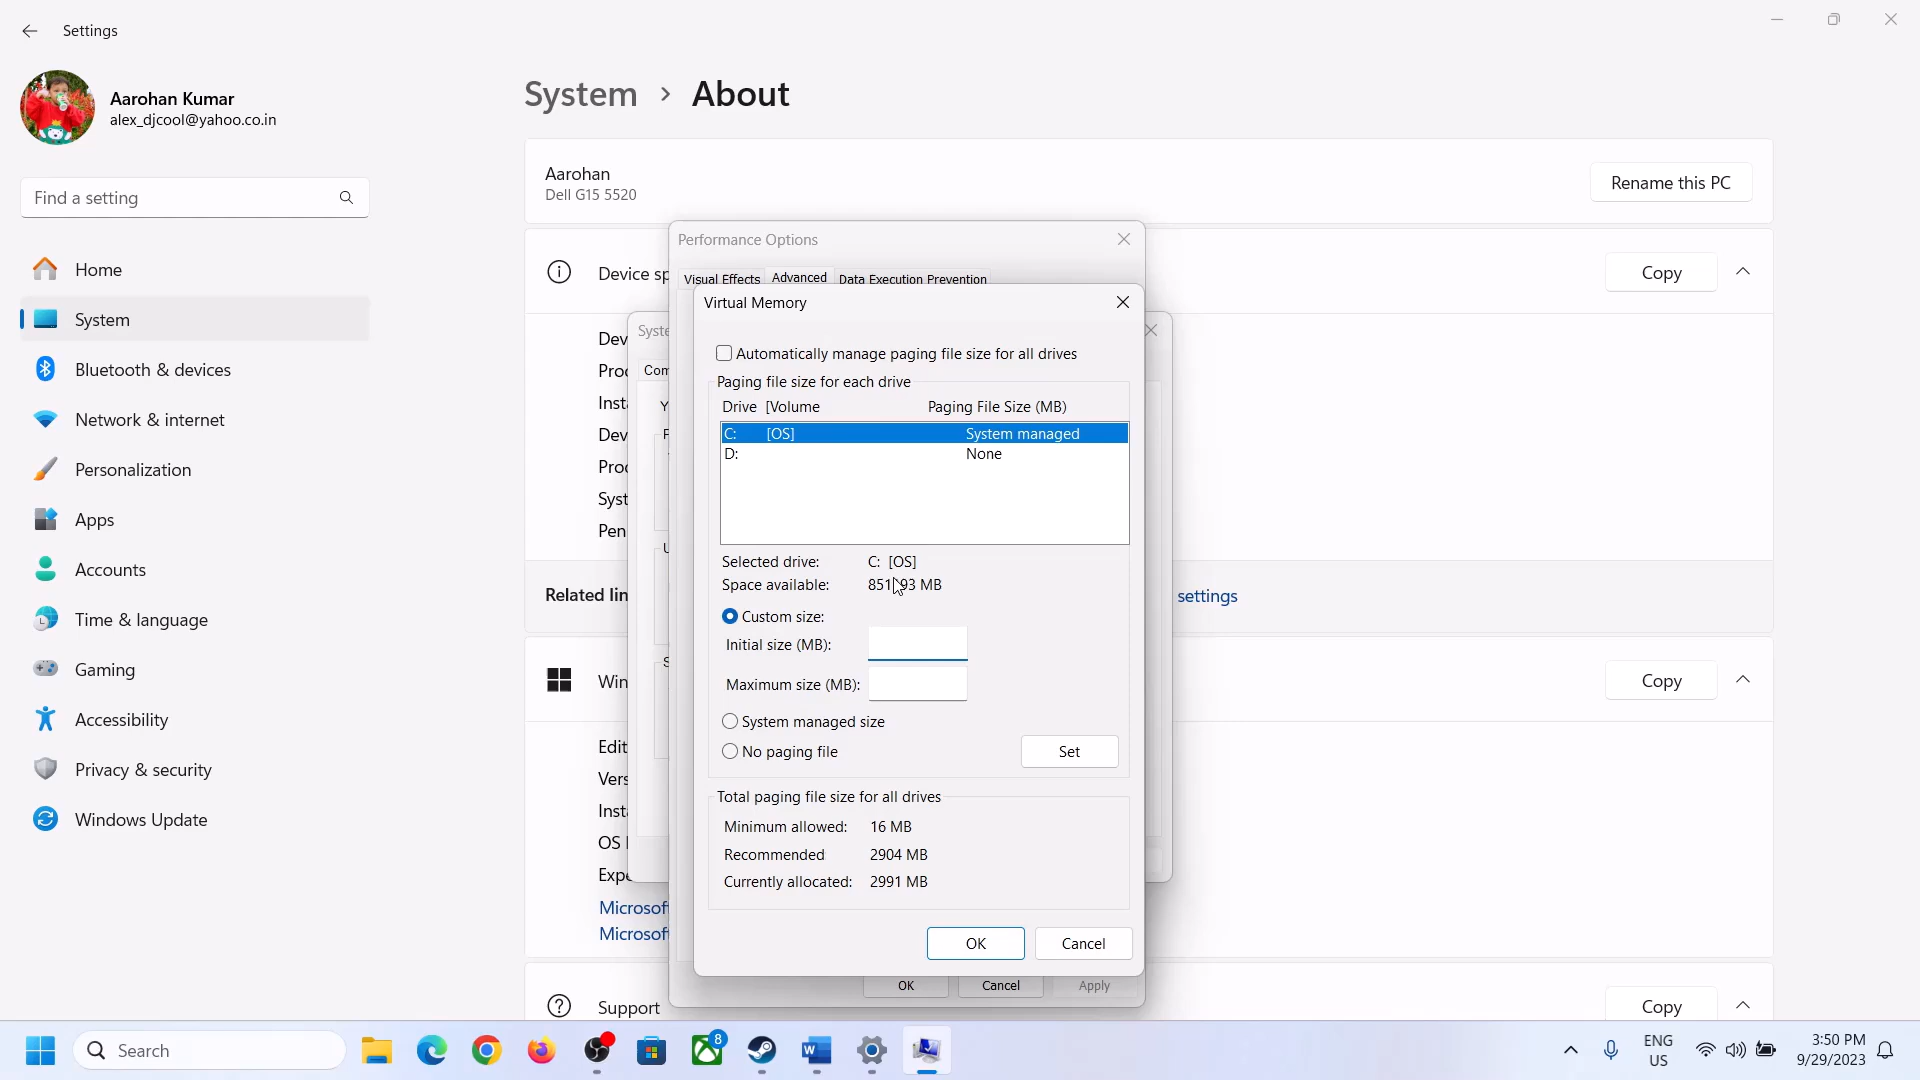 Settings
Aarohan Kumar
alex_djcool@yahoo.co.in
Find a setting
Home
System
Bluetooth & devices
Network & internet
Personalization
Apps
Accounts
Time & language
Gaming
Accessibility
Privacy & security
Windows Update
System > About
Aarohan
Dell G15 5520
Rename this PC
Device sp
Copy
Dev
Proc
Insta
Dev
Proc
Syst
Pen
Related lin
settings
Win
Copy
Edit
Vers
Insta
OS
Expe
Microsof
Microsof
Support
Copy
Syste
Com
Performance Options
Visual Effects
Advanced
Data Execution Prevention
Virtual Memory
Automatically manage paging file size for all drives
Paging file size for each drive
Drive [Volume Paging File Size (MB)
C: [OS] System managed
D: None
Selected drive: C: [OS]
Space available: MB
Custom size:
Initial size (MB):
Maximum size (MB):
System managed size
No paging file
Set
Total paging file size for all drives
Minimum allowed: 16 MB
Recommended 2904 MB
Currently allocated: 2991 MB
OK Cancel
OK Cancel Apply
Search
8
ENG
US
3:50 PM
9/29/2023